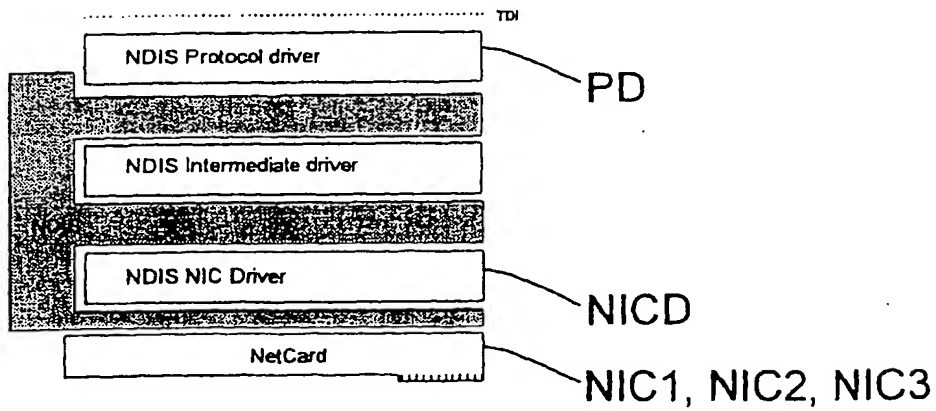 TDI
NDIS Protocol driver
PD
NDIS Intermediate driver
NDIS NIC Driver
NICD
NetCard
NIC1, NIC2, NIC3